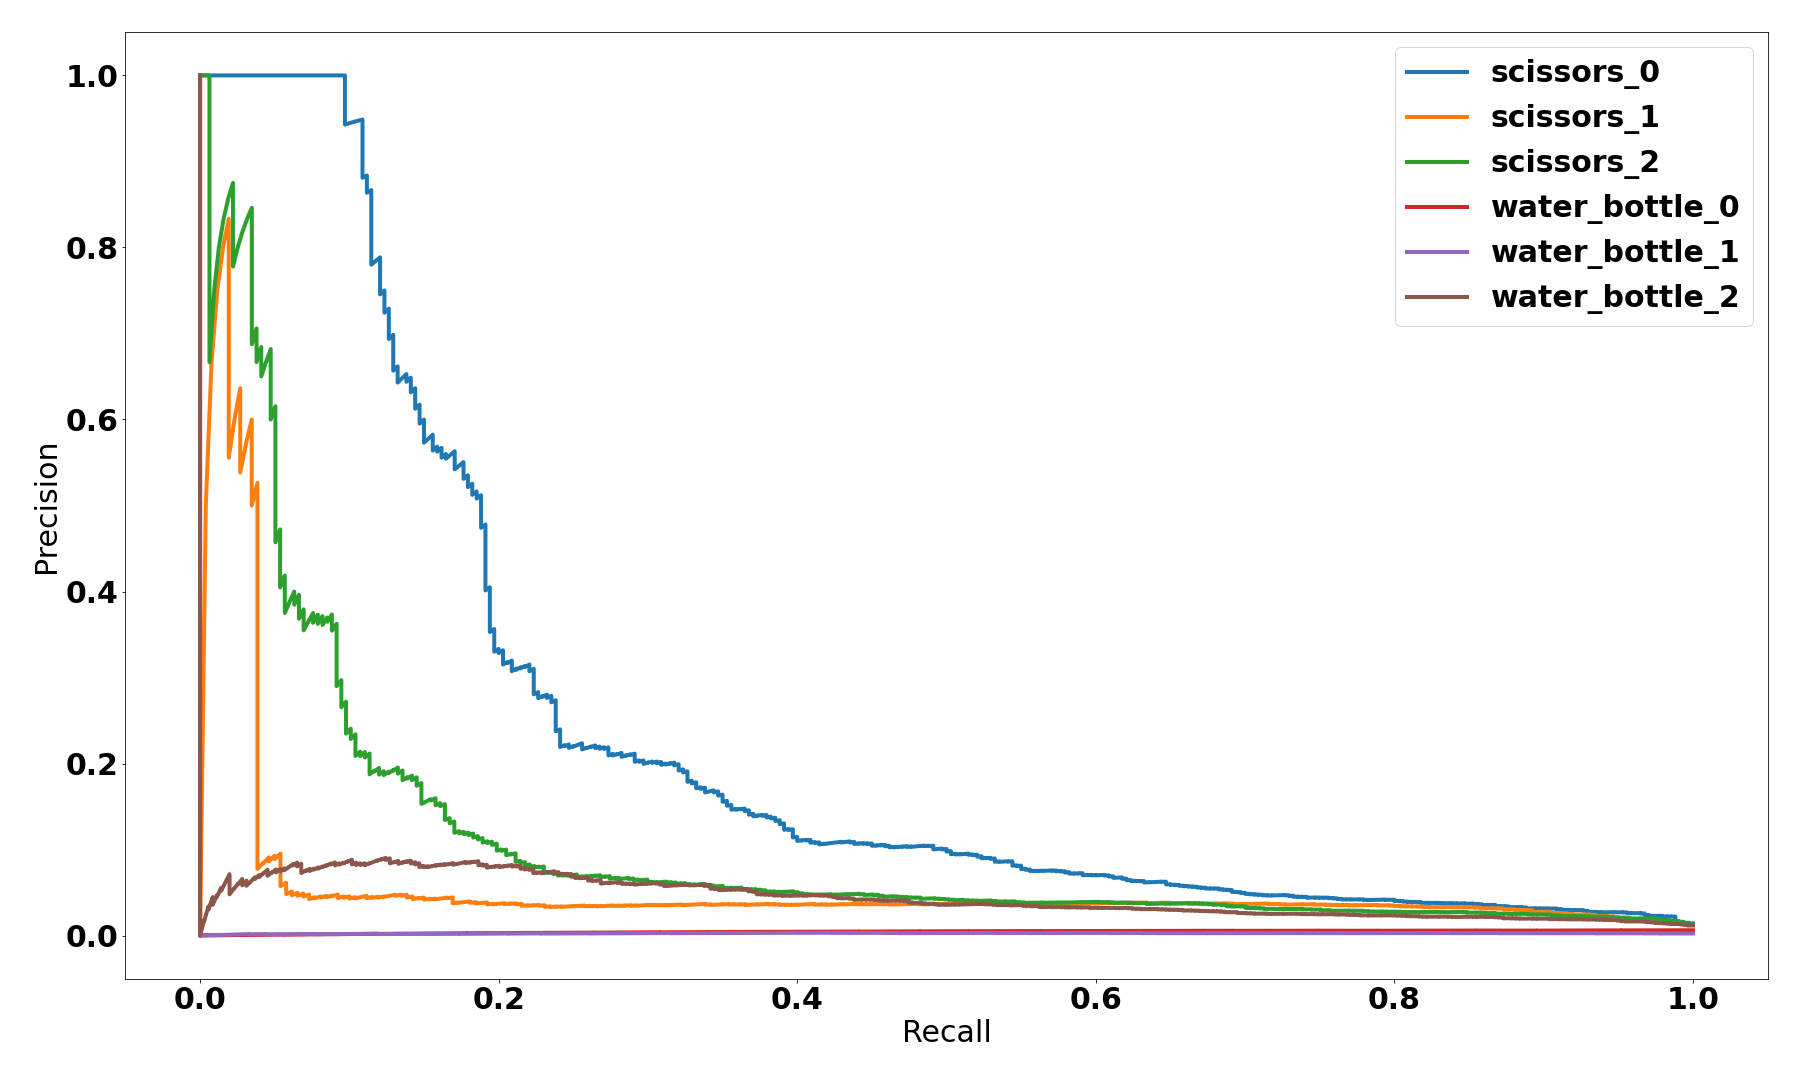 1.0
0.8
0.6
0.4
0.2
0.0
Precision
scissors_0
scissors_1
scissors_2
water_bottle_0
water_bottle_1
water_bottle_2
0.0 0.2 0.4 0.6 0.8 1.0
Recall